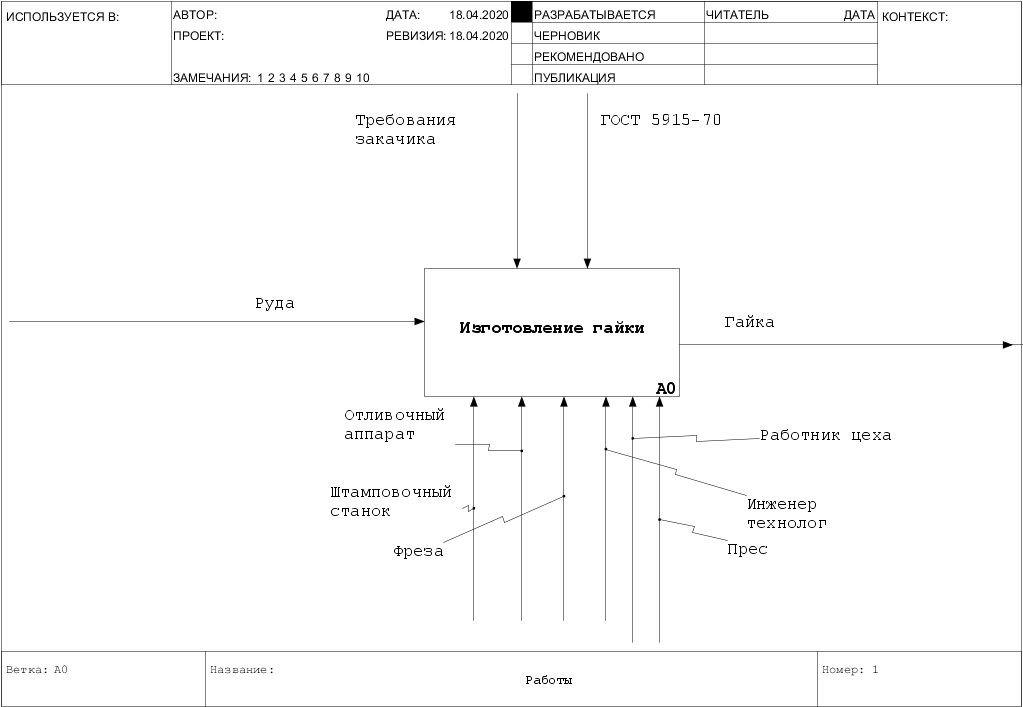 ИСПОЛЬЗУЕТСЯ В:
АВТОР:
ДАТА: 18.04.2020
ПРОЕКТ:
РЕВИЗИЯ: 18.04.2020
ЗАМЕЧАНИЯ: 1 2 3 4 5 6 7 8 9 10
РАЗРАБАТЫВАЕТСЯ
ЧЕРНОВИК
РЕКОМЕНДОВАНО
ПУБЛИКАЦИЯ
ЧИТАТЕЛЬ ДАТА
КОНТЕКСТ:
Требования
закачика
ГОСТ 5915-70
Руда
Изготовление гайки
A0
Гайка
Отливочный
аппарат
Работник цеха
Штамповочный
станок
Инженер
технолог
Фреза
Прес
Ветка: A0
Название:
Работы
Номер: 1